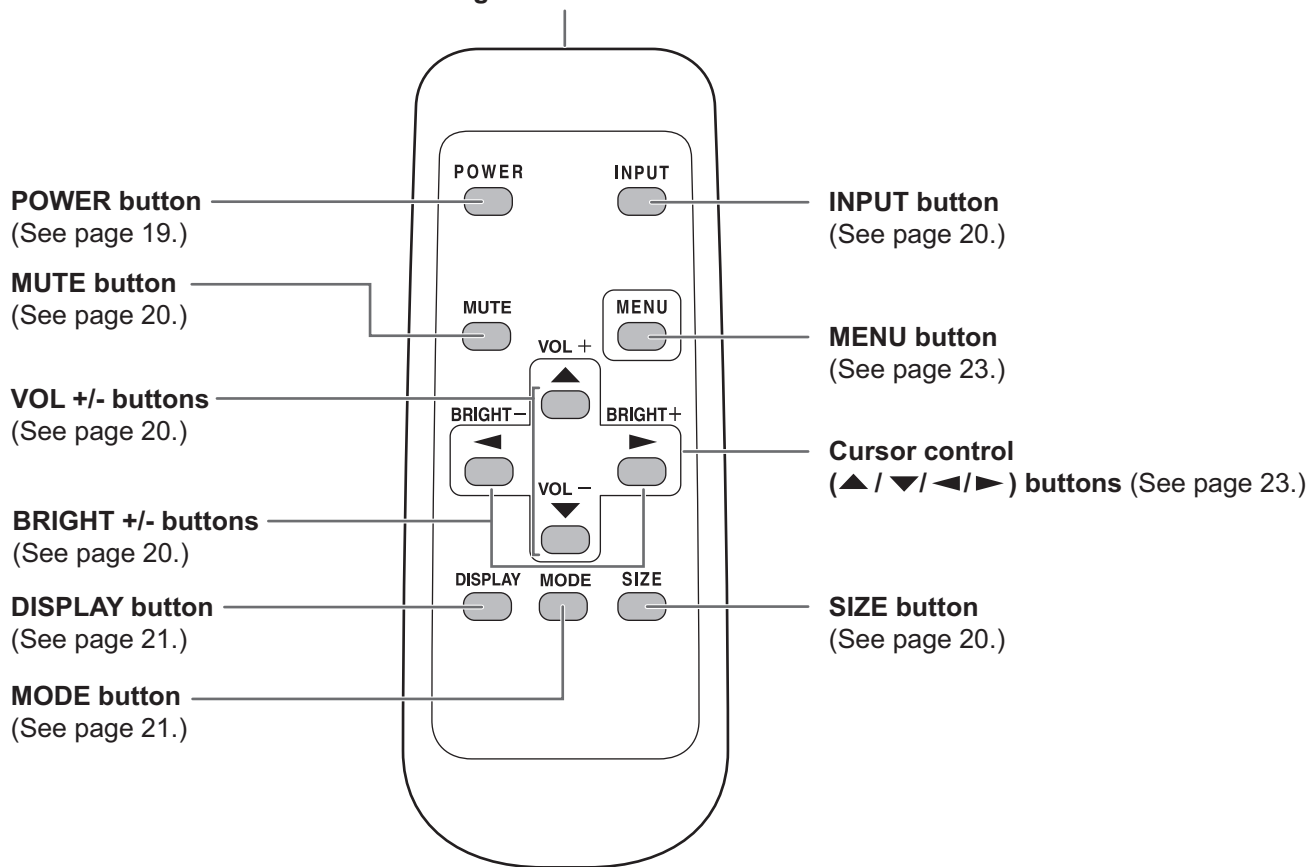 POWER
INPUT
POWER button
(See page 19.)
INPUT button
(See page 20.)
MUTE button
(See page 20.)
MUTE
MENU
MENU button
(See page 23.)
VOL +
VOL +/- buttons
(See page 20.)
BRIGHT−
BRIGHT+
Cursor control
(▲ / ▼/ ◄/► ) buttons (See page 23.)
VOL −
BRIGHT +/- buttons
(See page 20.)
DISPLAY
MODE
SIZE
DISPLAY button
(See page 21.)
SIZE button
(See page 20.)
MODE button
(See page 21.)